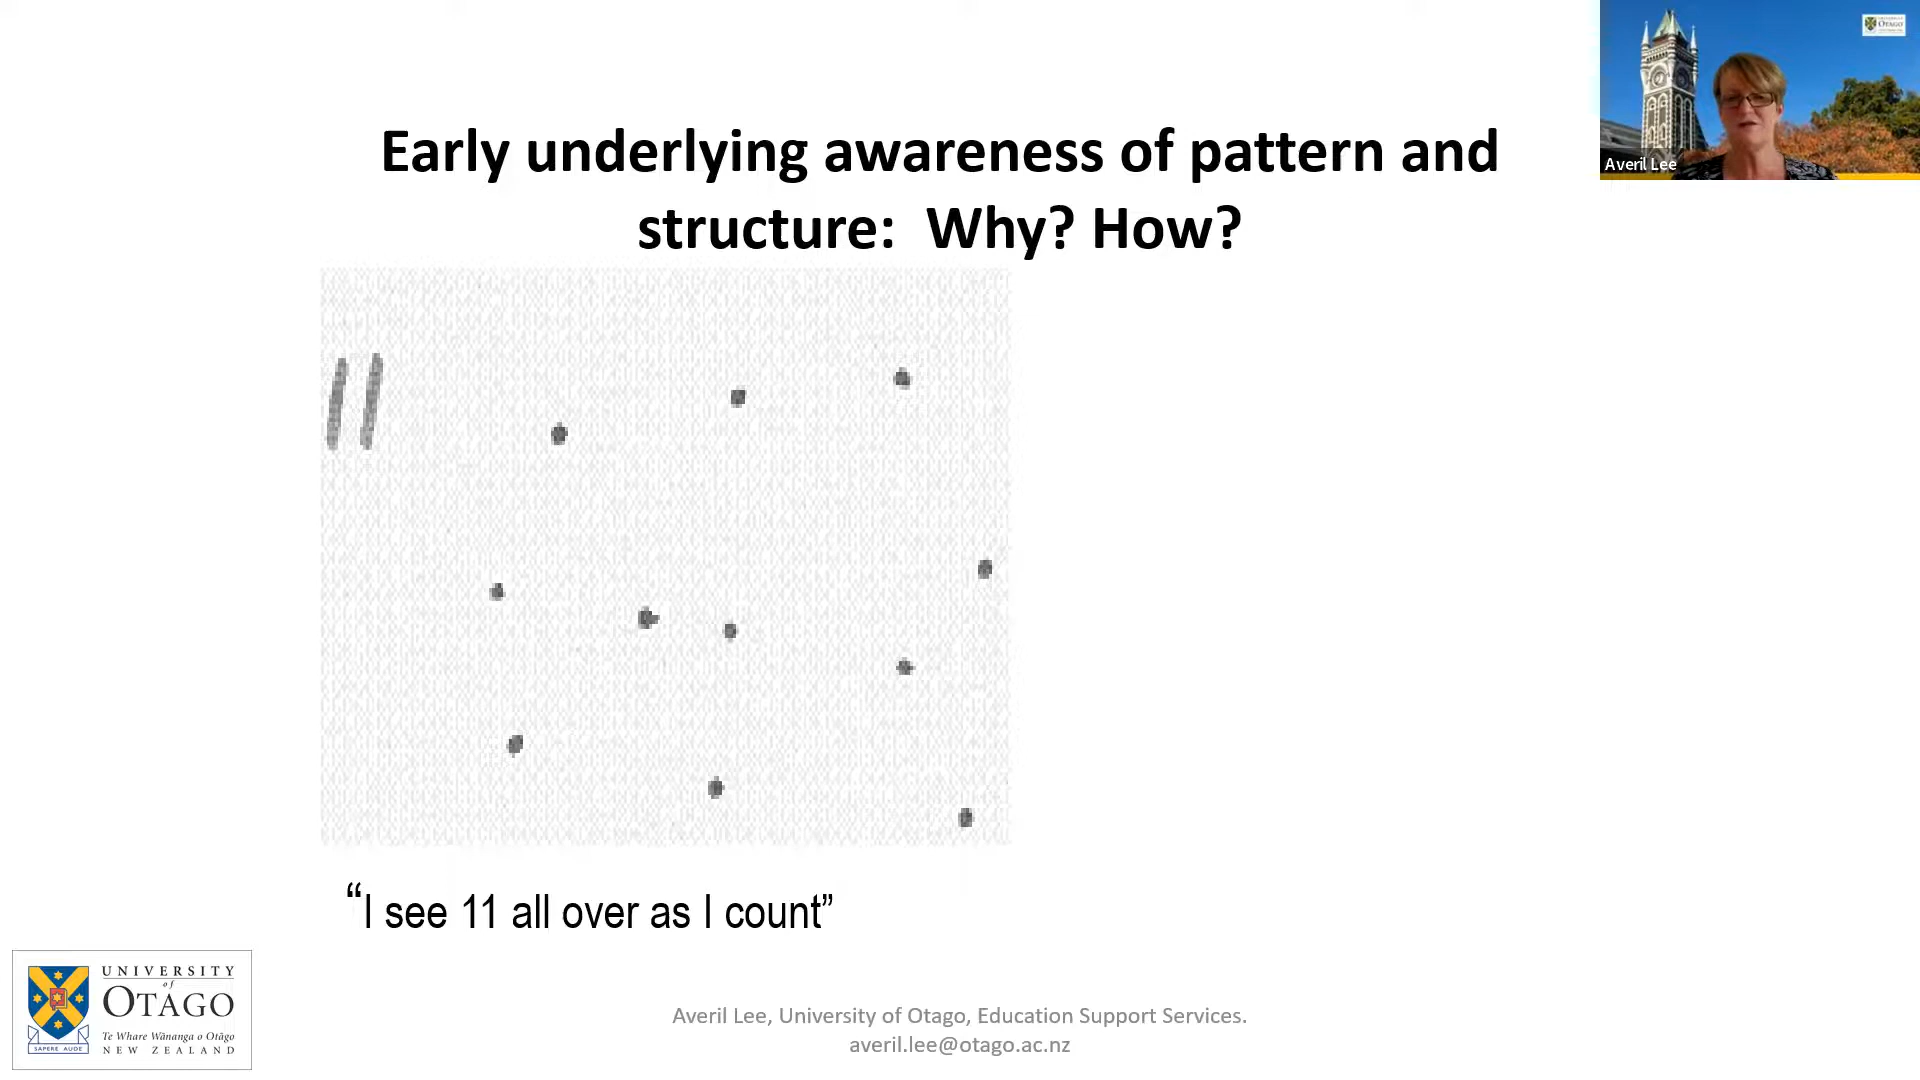 Early underlying awareness of pattern and
structure:  Why? How?
OTAGO
Averil Lee
11
“I see 11 all over as I count”
UNIVERSITY
of
OTAGO
Te Whare Wānanga o Otāgo
NEW ZEALAND
SAPERE AUDE
Averil Lee, University of Otago, Education Support Services.
averil.lee@otago.ac.nz